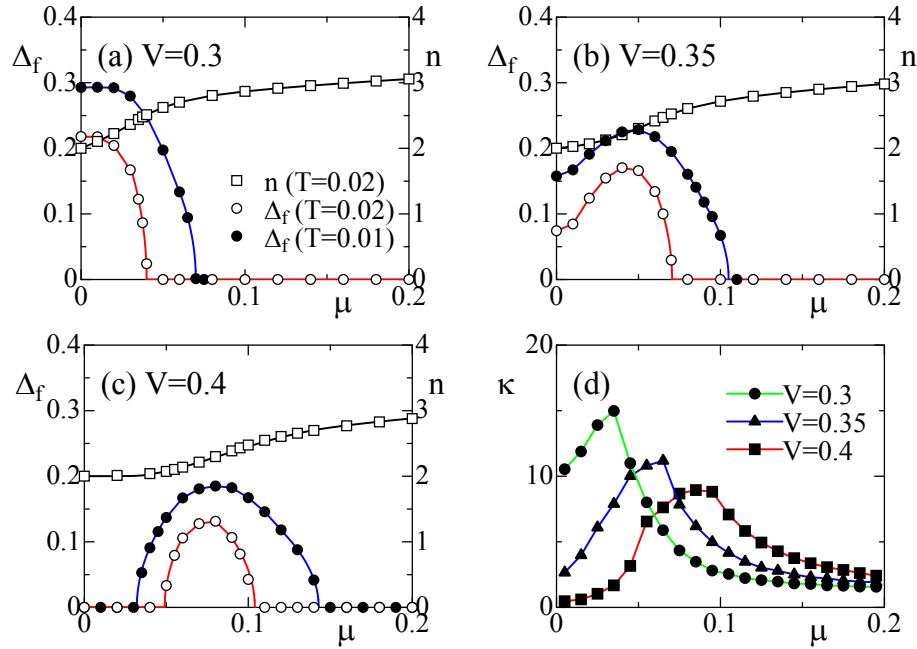 0.4 4 0.4 4
Δf (a) V=0.3 n Δf (b) V=0.35 n
0.3 3 0.3 3
0.2 2 0.2 2
n (T=0.02)
Δf (T=0.02)
0.1 1 0.1 1
Δf (T=0.01)
0 0 0 0
0 0.1 μ 0.2 0 0.1 μ 0.2
0.4 4 20
Δf (c) V=0.4 n κ (d) V=0.3
0.3 3 V=0.35
V=0.4
0.2 2 10
0.1 1
0 0 0
0 0.1 μ 0.2 0 0.1 μ 0.2